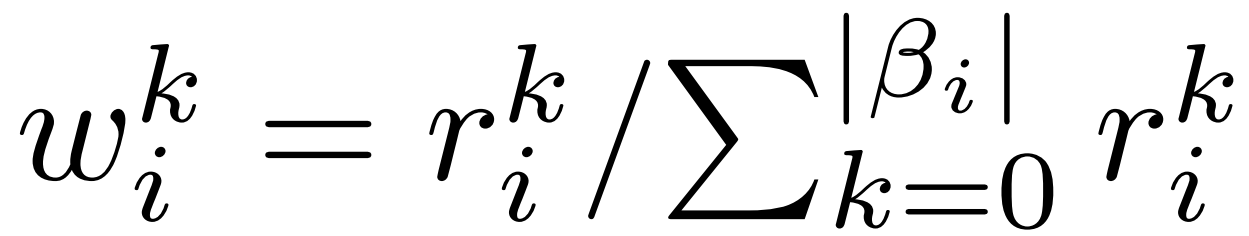 $w_i^k = r_i^k / \sum_{k=0}^{|\beta_i|} r_i^k$